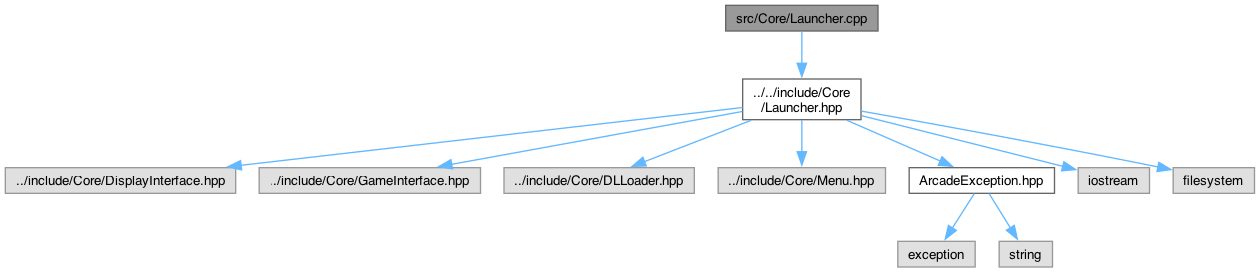 src/Core/Launcher.cpp
../../include/Core
/Launcher.hpp
../include/Core/DisplayInterface.hpp
../include/Core/GameInterface.hpp
../include/Core/DLLoader.hpp
../include/Core/Menu.hpp
ArcadeException.hpp
iostream
filesystem
exception
string